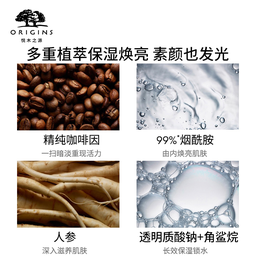 ORIGINS
悦木之源
多重植萃保湿焕亮 素颜也发光
精纯咖啡因
一扫暗淡重现活力
99%*烟酰胺
由内焕亮肌肤
人参
深入滋养肌肤
透明质酸钠+角鲨烷
长效保湿锁水